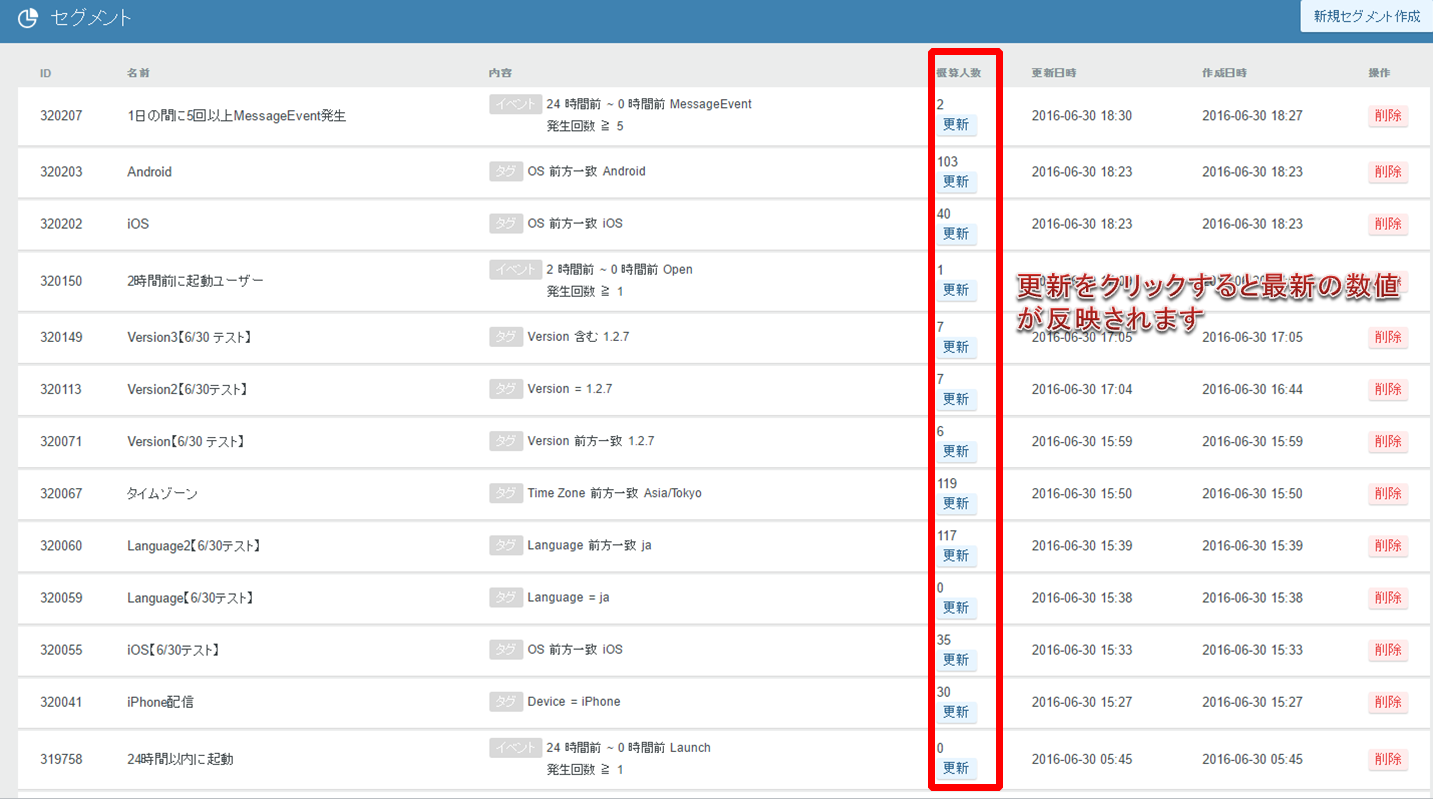 セグメント
新規セグメント作成
ID 名前 内容 概算人数 更新日時 作成日時 操作
320207 1日の間に5回以上MessageEvent発生 イベント 24 時間前 ~ 0 時間前 MessageEvent 2 2016-06-30 18:30 2016-06-30 18:27 削除
発生回数 ≧ 5 更新
320203 Android タグ OS 前方一致 Android 103 2016-06-30 18:23 2016-06-30 18:23 削除
更新
320202 iOS タグ OS 前方一致 iOS 40 2016-06-30 18:23 2016-06-30 18:23 削除
更新
320150 2時間前に起動ユーザー イベント 2 時間前 ~ 0 時間前 Open 1
発生回数 ≧ 1 更新
更新をクリックすると最新の数値
が反映されます
320149 Version3【6/30 テスト】 タグ Version 含む 1.2.7 7 2016-06-30 17:05 2016-06-30 17:05 削除
更新
320113 Version2【6/30テスト】 タグ Version = 1.2.7 7 2016-06-30 17:04 2016-06-30 16:44 削除
更新
320071 Version【6/30 テスト】 タグ Version 前方一致 1.2.7 6 2016-06-30 15:59 2016-06-30 15:59 削除
更新
320067 タイムゾーン タグ Time Zone 前方一致 Asia/Tokyo 119 2016-06-30 15:50 2016-06-30 15:50 削除
更新
320060 Language2【6/30テスト】 タグ Language 前方一致 ja 117 2016-06-30 15:39 2016-06-30 15:39 削除
更新
320059 Language【6/30テスト】 タグ Language = ja 0 2016-06-30 15:38 2016-06-30 15:38 削除
更新
320055 iOS【6/30テスト】 タグ OS 前方一致 iOS 35 2016-06-30 15:33 2016-06-30 15:33 削除
更新
320041 iPhone配信 タグ Device = iPhone 30 2016-06-30 15:27 2016-06-30 15:27 削除
更新
319758 24時間以内に起動 イベント 24 時間前 ~ 0 時間前 Launch 0 2016-06-30 05:45 2016-06-30 05:45 削除
発生回数 ≧ 1 更新